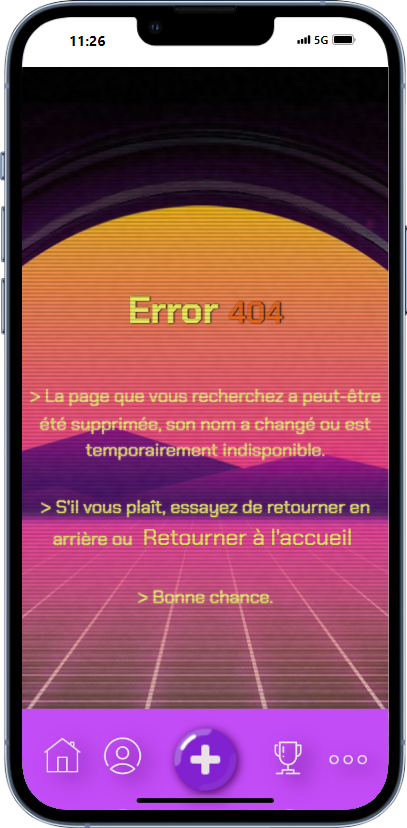 11:26
5G
Error 404
> La page que vous recherchez a peut-être
été supprimée, son nom a changé ou est
temporairement indisponible.
> S'il vous plaît, essayez de retourner en
arrière ou Retourner à l'accueil
> Bonne chance.